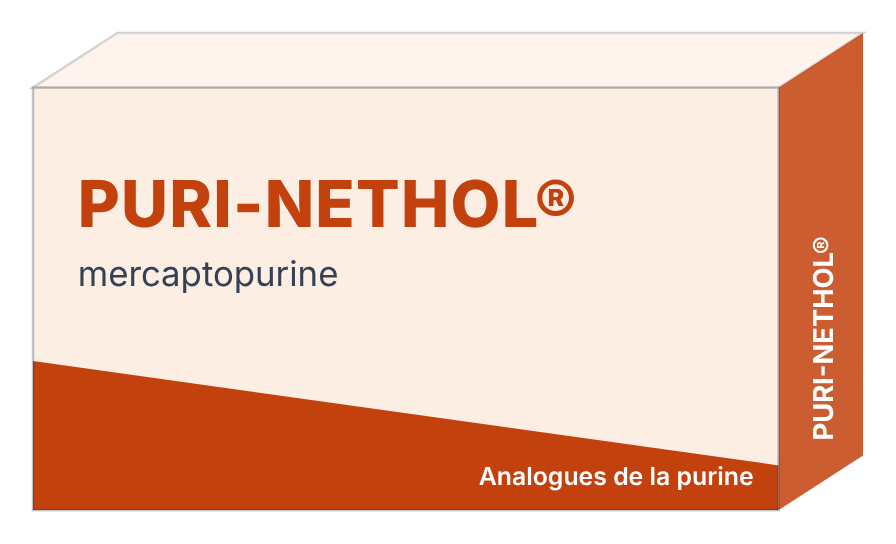 PURI-NETHOL®
mercaptopurine
Analogues de la purine
PURI-NETHOL®